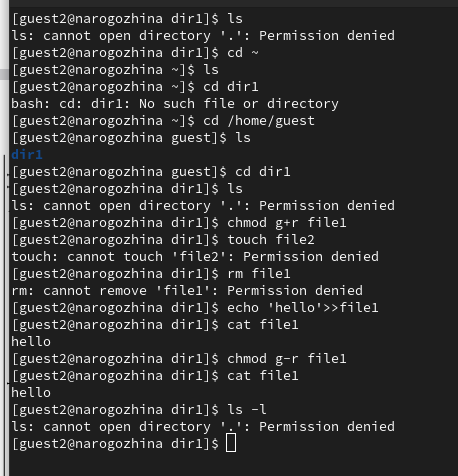 [guest2@narogozhina dir1]$ ls
ls: cannot open directory '.': Permission denied
[guest2@narogozhina dir1]$ cd ~
[guest2@narogozhina ~]$ ls
[guest2@narogozhina ~]$ cd dir1
bash: cd: dir1: No such file or directory
[guest2@narogozhina ~]$ cd /home/guest
[guest2@narogozhina guest]$ ls
dir1
[guest2@narogozhina guest]$ cd dir1
[guest2@narogozhina dir1]$ ls
ls: cannot open directory '.': Permission denied
[guest2@narogozhina dir1]$ chmod g+r file1
[guest2@narogozhina dir1]$ touch file2
touch: cannot touch 'file2': Permission denied
[guest2@narogozhina dir1]$ rm file1
rm: cannot remove 'file1': Permission denied
[guest2@narogozhina dir1]$ echo 'hello'>>file1
[guest2@narogozhina dir1]$ cat file1
hello
[guest2@narogozhina dir1]$ chmod g-r file1
[guest2@narogozhina dir1]$ cat file1
hello
[guest2@narogozhina dir1]$ ls -l
ls: cannot open directory '.': Permission denied
[guest2@narogozhina dir1]$